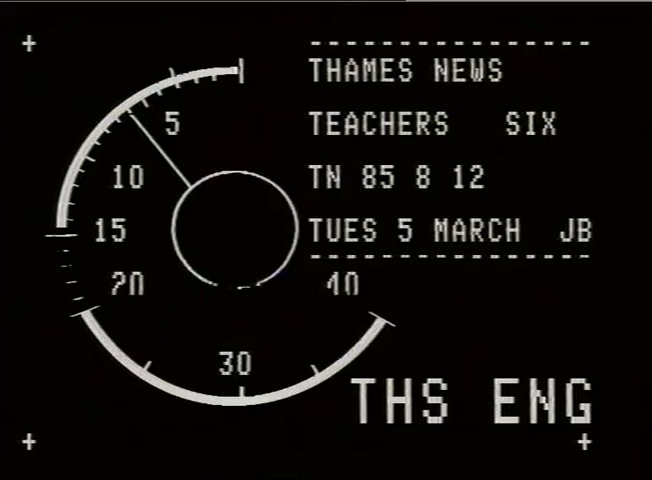 THAMES NEWS
TEACHERS SIX
TN 85 8 12
TUES 5 MARCH JB
5
10
15
20
30
40
THS ENG